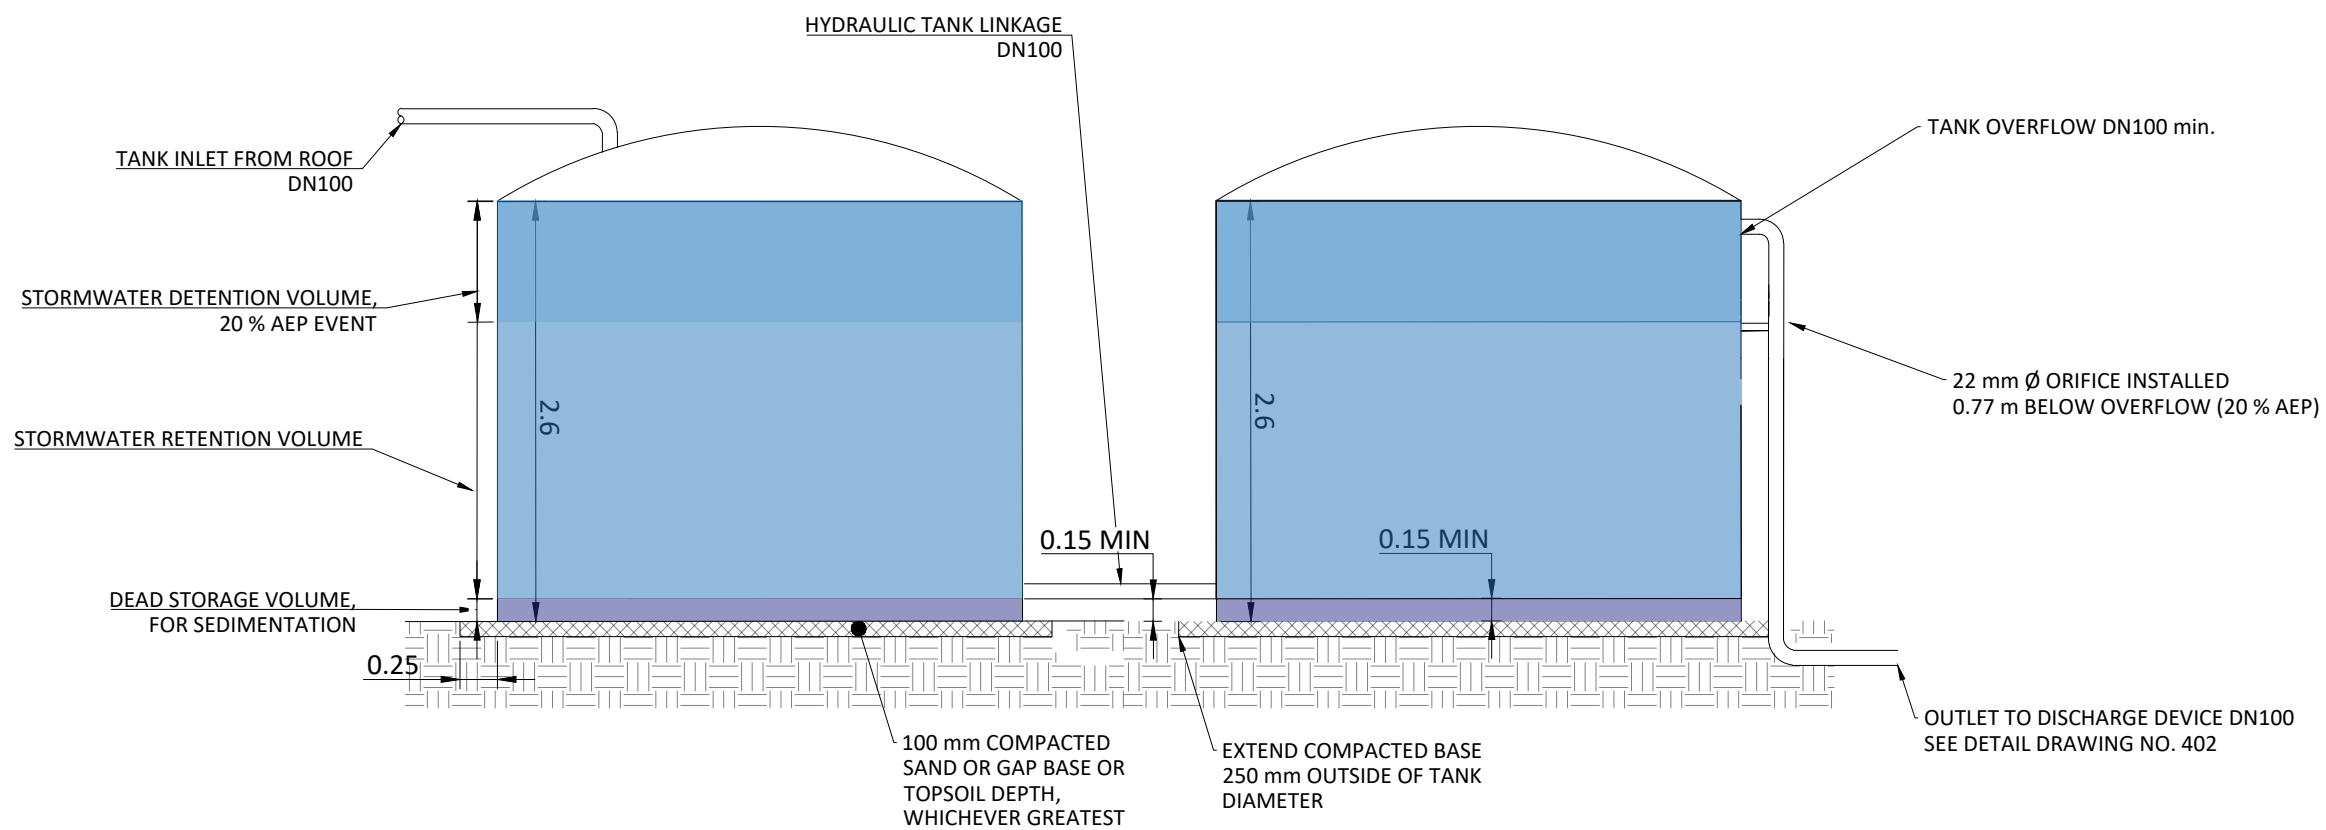 HYDRAULIC TANK LINKAGE
DN100
TANK INLET FROM ROOF
DN100
TANK OVERFLOW DN100 min.
STORMWATER DETENTION VOLUME,
20 % AEP EVENT
22 mm Ø ORIFICE INSTALLED
0.77 m BELOW OVERFLOW (20 % AEP)
2.6
2.6
STORMWATER RETENTION VOLUME
0.15 MIN
0.15 MIN
DEAD STORAGE VOLUME,
FOR SEDIMENTATION
0.25
100 mm COMPACTED
SAND OR GAP BASE OR
TOPSOIL DEPTH,
WHICHEVER GREATEST
EXTEND COMPACTED BASE
250 mm OUTSIDE OF TANK
DIAMETER
OUTLET TO DISCHARGE DEVICE DN100
SEE DETAIL DRAWING NO. 402